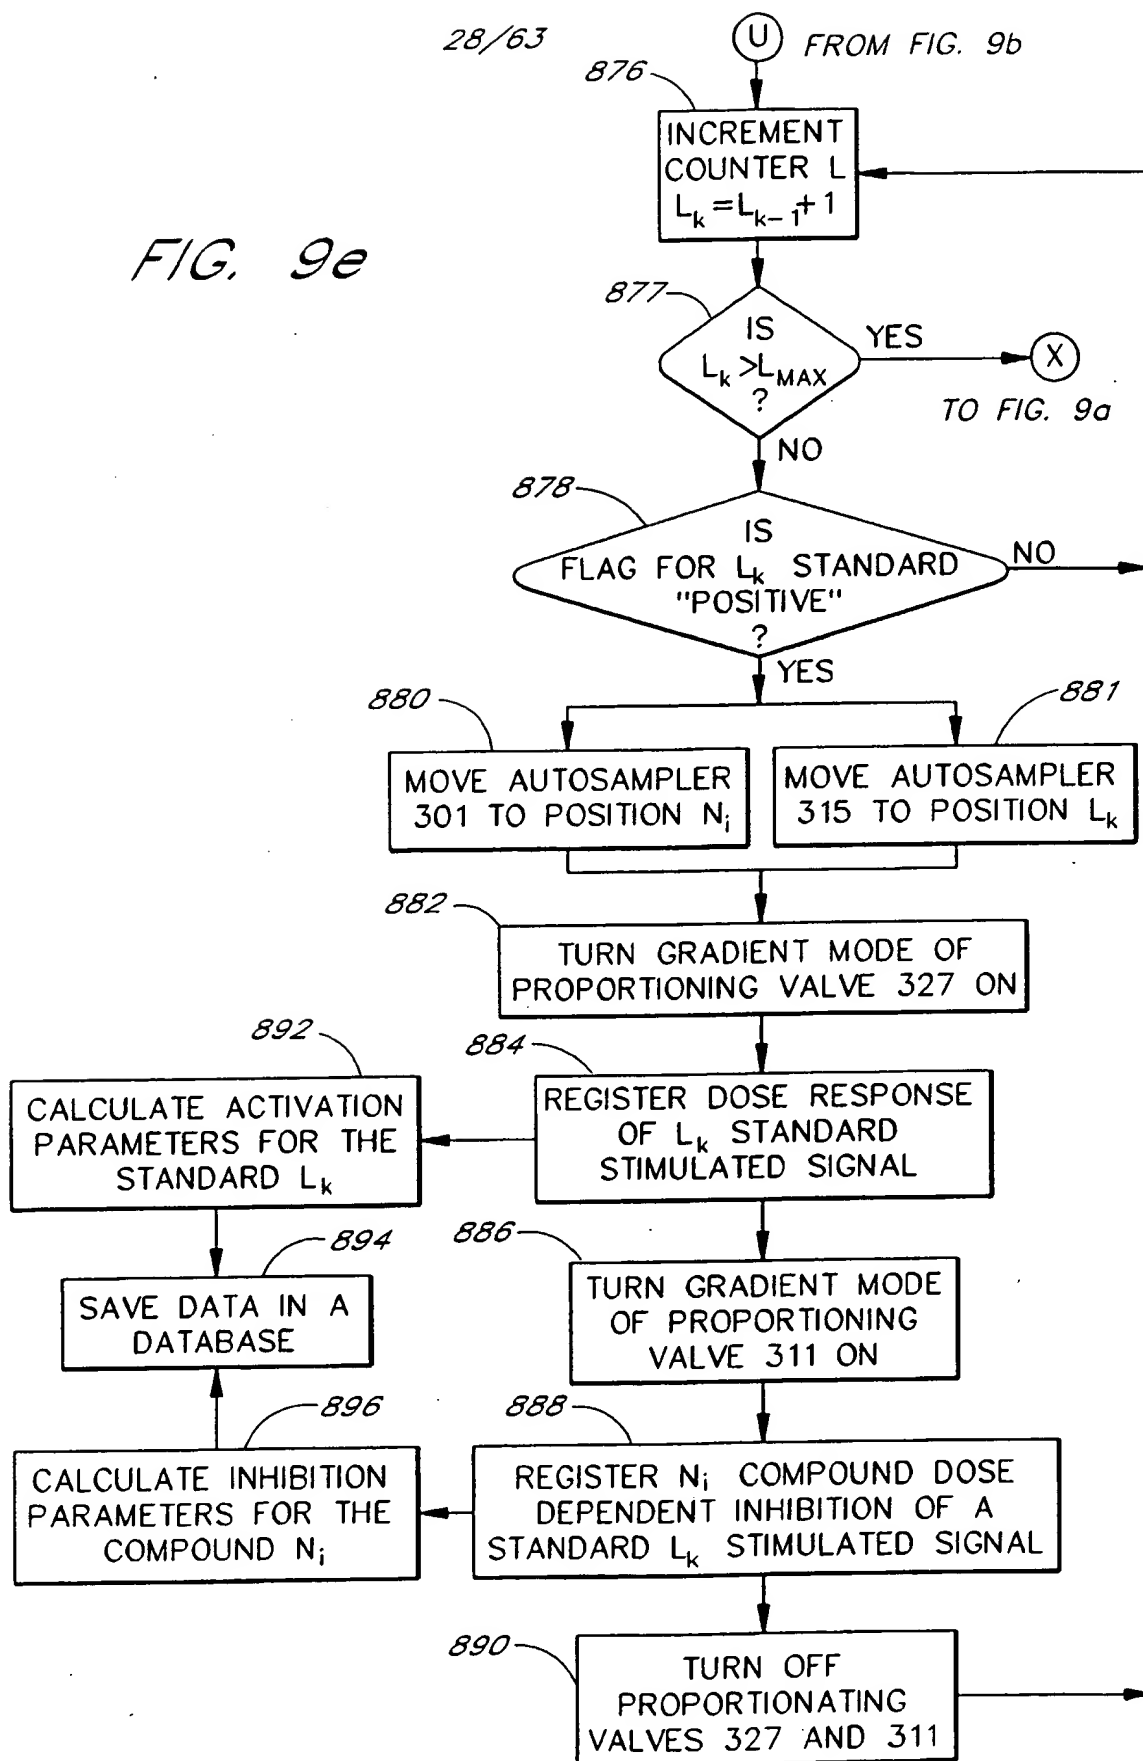 28/63
U FROM FIG. 9b
876
INCREMENT
COUNTER L
Lk=Lk-1+1
FIG. 9e
877
IS
Lk>LMAX
?
YES
X
TO FIG. 9a
NO
878
IS
FLAG FOR Lk STANDARD
"POSITIVE"
?
NO
YES
880
881
MOVE AUTOSAMPLER
301 TO POSITION Ni
MOVE AUTOSAMPLER
315 TO POSITION Lk
882
TURN GRADIENT MODE OF
PROPORTIONING VALVE 327 ON
892
884
CALCULATE ACTIVATION
PARAMETERS FOR THE
STANDARD Lk
REGISTER DOSE RESPONSE
OF Lk STANDARD
STIMULATED SIGNAL
894
886
SAVE DATA IN A
DATABASE
TURN GRADIENT MODE
OF PROPORTIONING
VALVE 311 ON
896
888
CALCULATE INHIBITION
PARAMETERS FOR THE
COMPOUND Ni
REGISTER Ni COMPOUND DOSE
DEPENDENT INHIBITION OF A
STANDARD Lk STIMULATED SIGNAL
890
TURN OFF
PROPORTIONATING
VALVES 327 AND 311